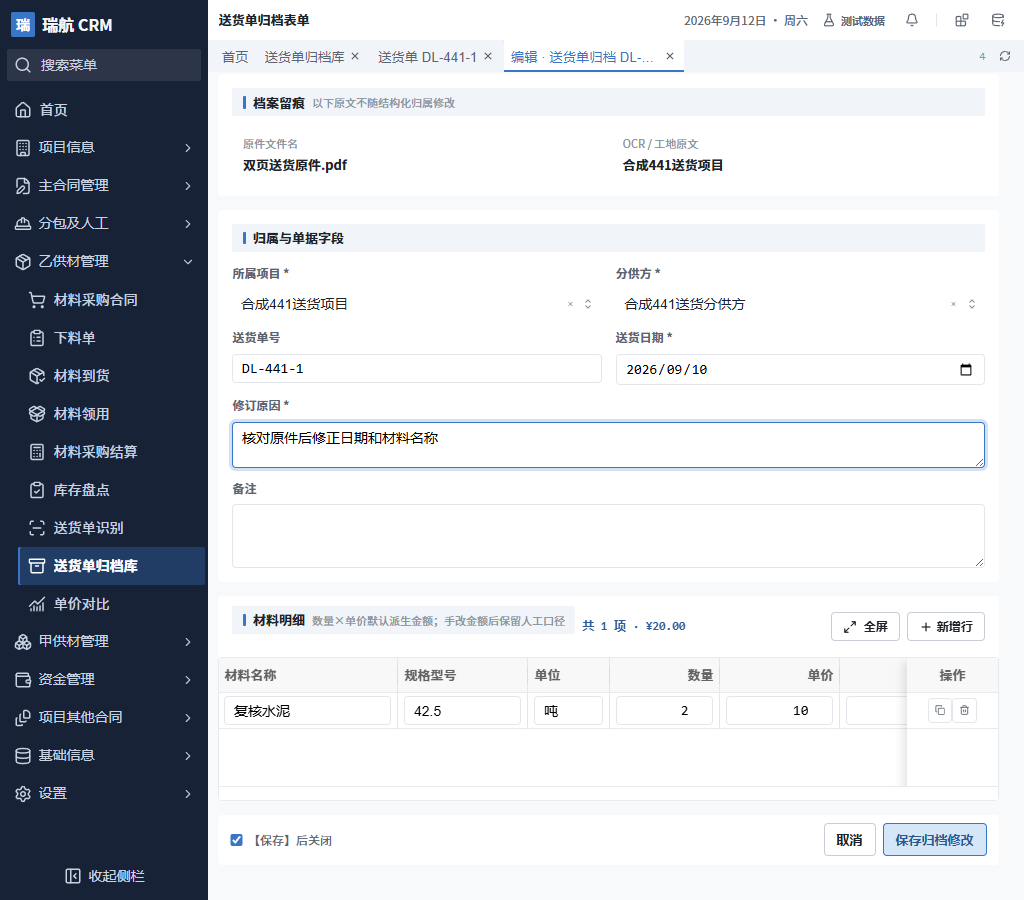 瑞 瑞航 CRM
搜索菜单
首页
项目信息
主合同管理
分包及人工
乙供材管理
材料采购合同
下料单
材料到货
材料领用
材料采购结算
库存盘点
送货单识别
送货单归档库
单价对比
甲供材管理
资金管理
项目其他合同
基础信息
设置
收起侧栏
送货单归档表单
2026年9月12日 · 周六 测试数据
首页 送货单归档库 × 送货单 DL-441-1 × 编辑 · 送货单归档 DL-... × 4
档案留痕 以下原文不随结构化归属修改
原件文件名 OCR / 工地原文
双页送货原件.pdf 合成441送货项目
归属与单据字段
所属项目 * 分供方 *
合成441送货项目 × 合成441送货分供方 ×
送货单号 送货日期 *
DL-441-1 2026/09/10
修订原因 *
核对原件后修正日期和材料名称
备注
材料明细 数量×单价默认派生金额；手改金额后保留人工口径 共 1 项 · ¥20.00 全屏 新增行
材料名称 规格型号 单位 数量 单价 操作
复核水泥 42.5 吨 2 10
【保存】后关闭 取消 保存归档修改